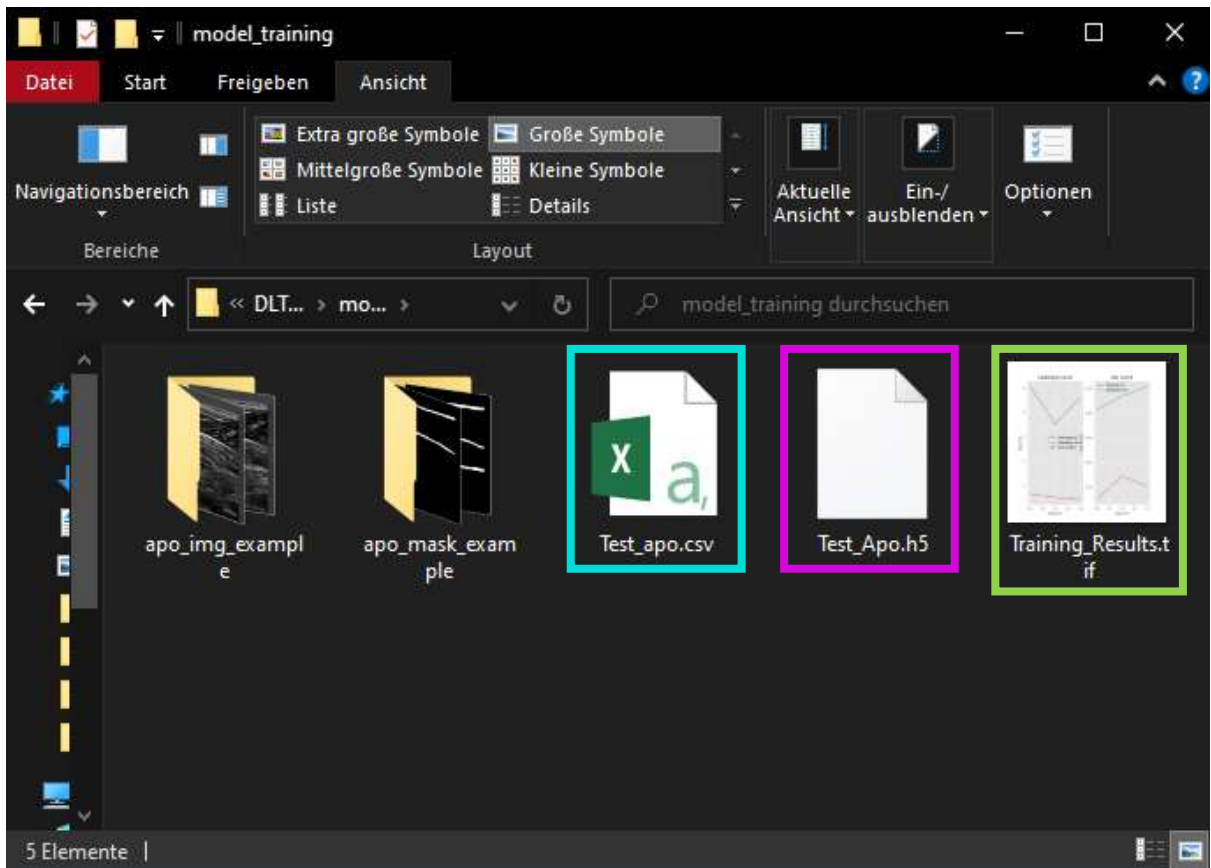 model_training
Datei Start Freigeben Ansicht
Extra große Symbole Große Symbole
Mittelgroße Symbole Kleine Symbole
Liste Details
Navigationsbereich
Aktuelle Ansicht
Ein-/ausblenden
Optionen
Bereiche Layout
« DLT... › mo... › model_training durchsuchen
apo_img_exampl
e
apo_mask_exam
ple
Test_apo.csv
Test_Apo.h5
Training_Results.t
if
5 Elemente